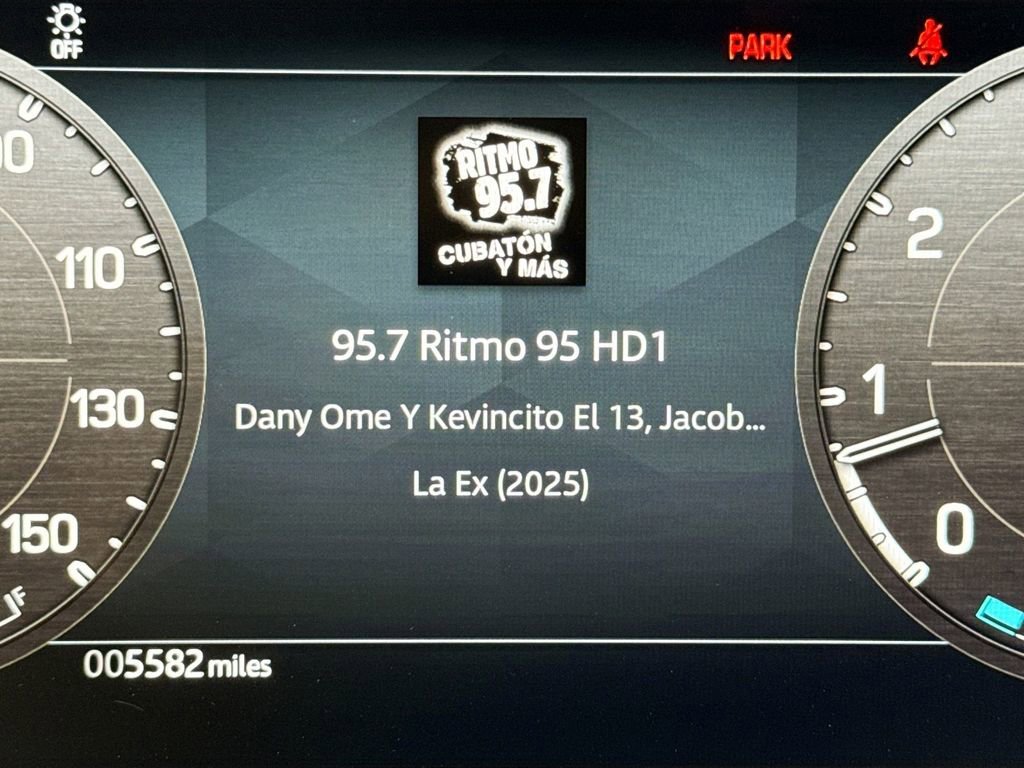 OFF
PARK
RITMO
95.7
CUBATÓN
Y MÁS
95.7 Ritmo 95 HD1
Dany Ome Y Kevincito El 13, Jacob...
La Ex (2025)
110
130
150
F
2
1
0
005582 miles